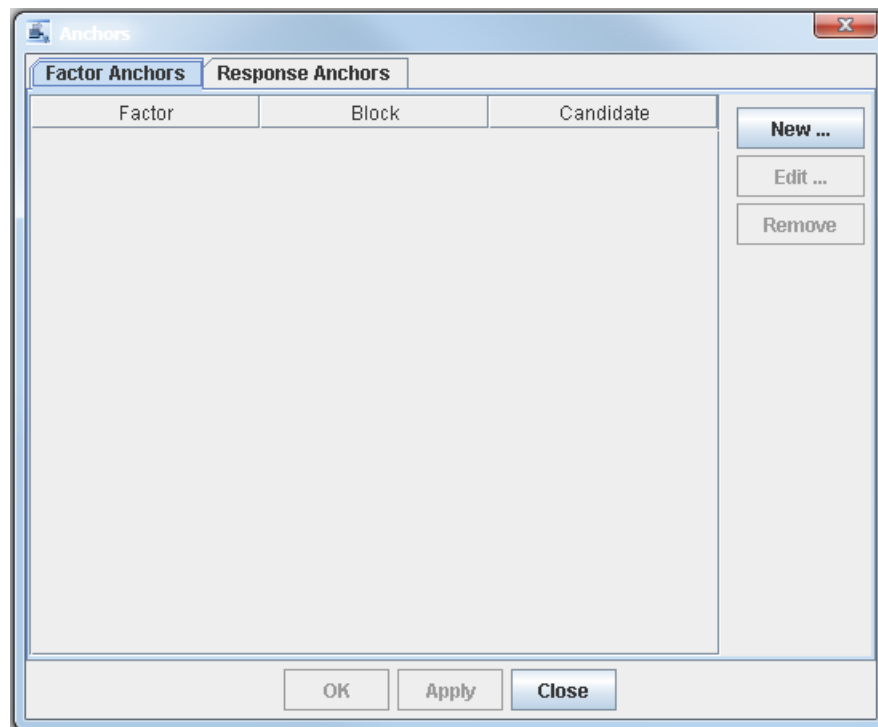 Anchors
Factor Anchors Response Anchors
Factor Block Candidate
New ...
Edit ...
Remove
OK Apply Close